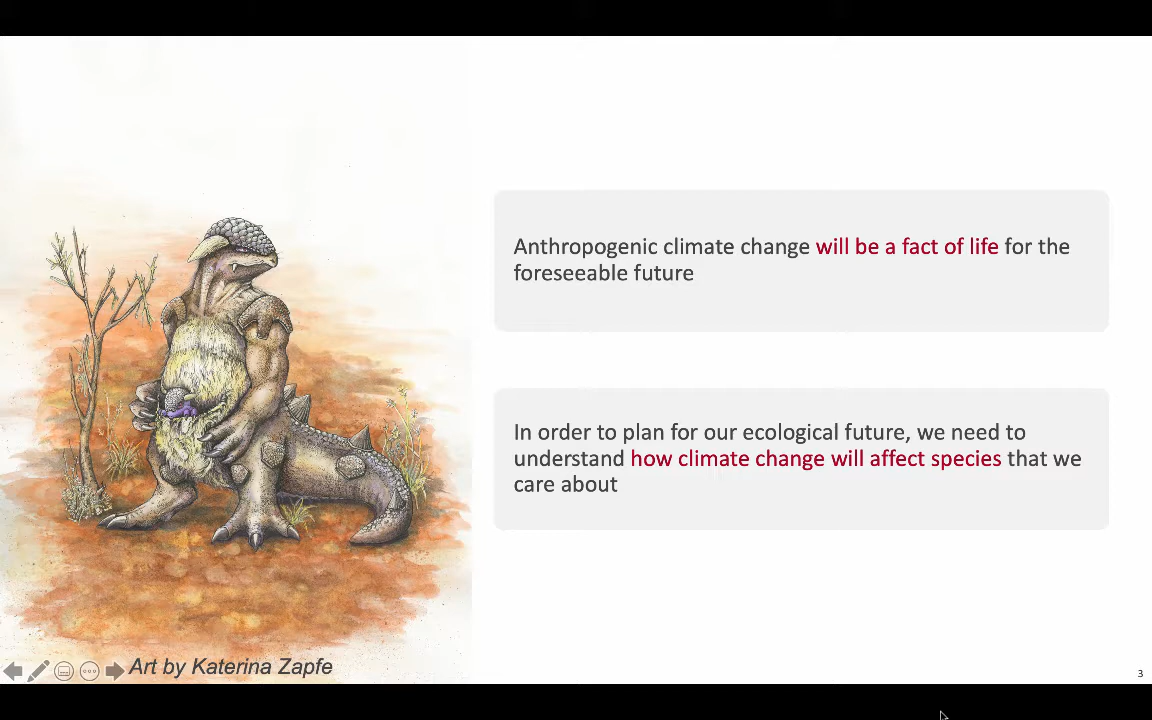 Anthropogenic climate change will be a fact of life for the
foreseeable future
In order to plan for our ecological future, we need to
understand how climate change will affect species that we
care about
Art by Katerina Zapfe
3